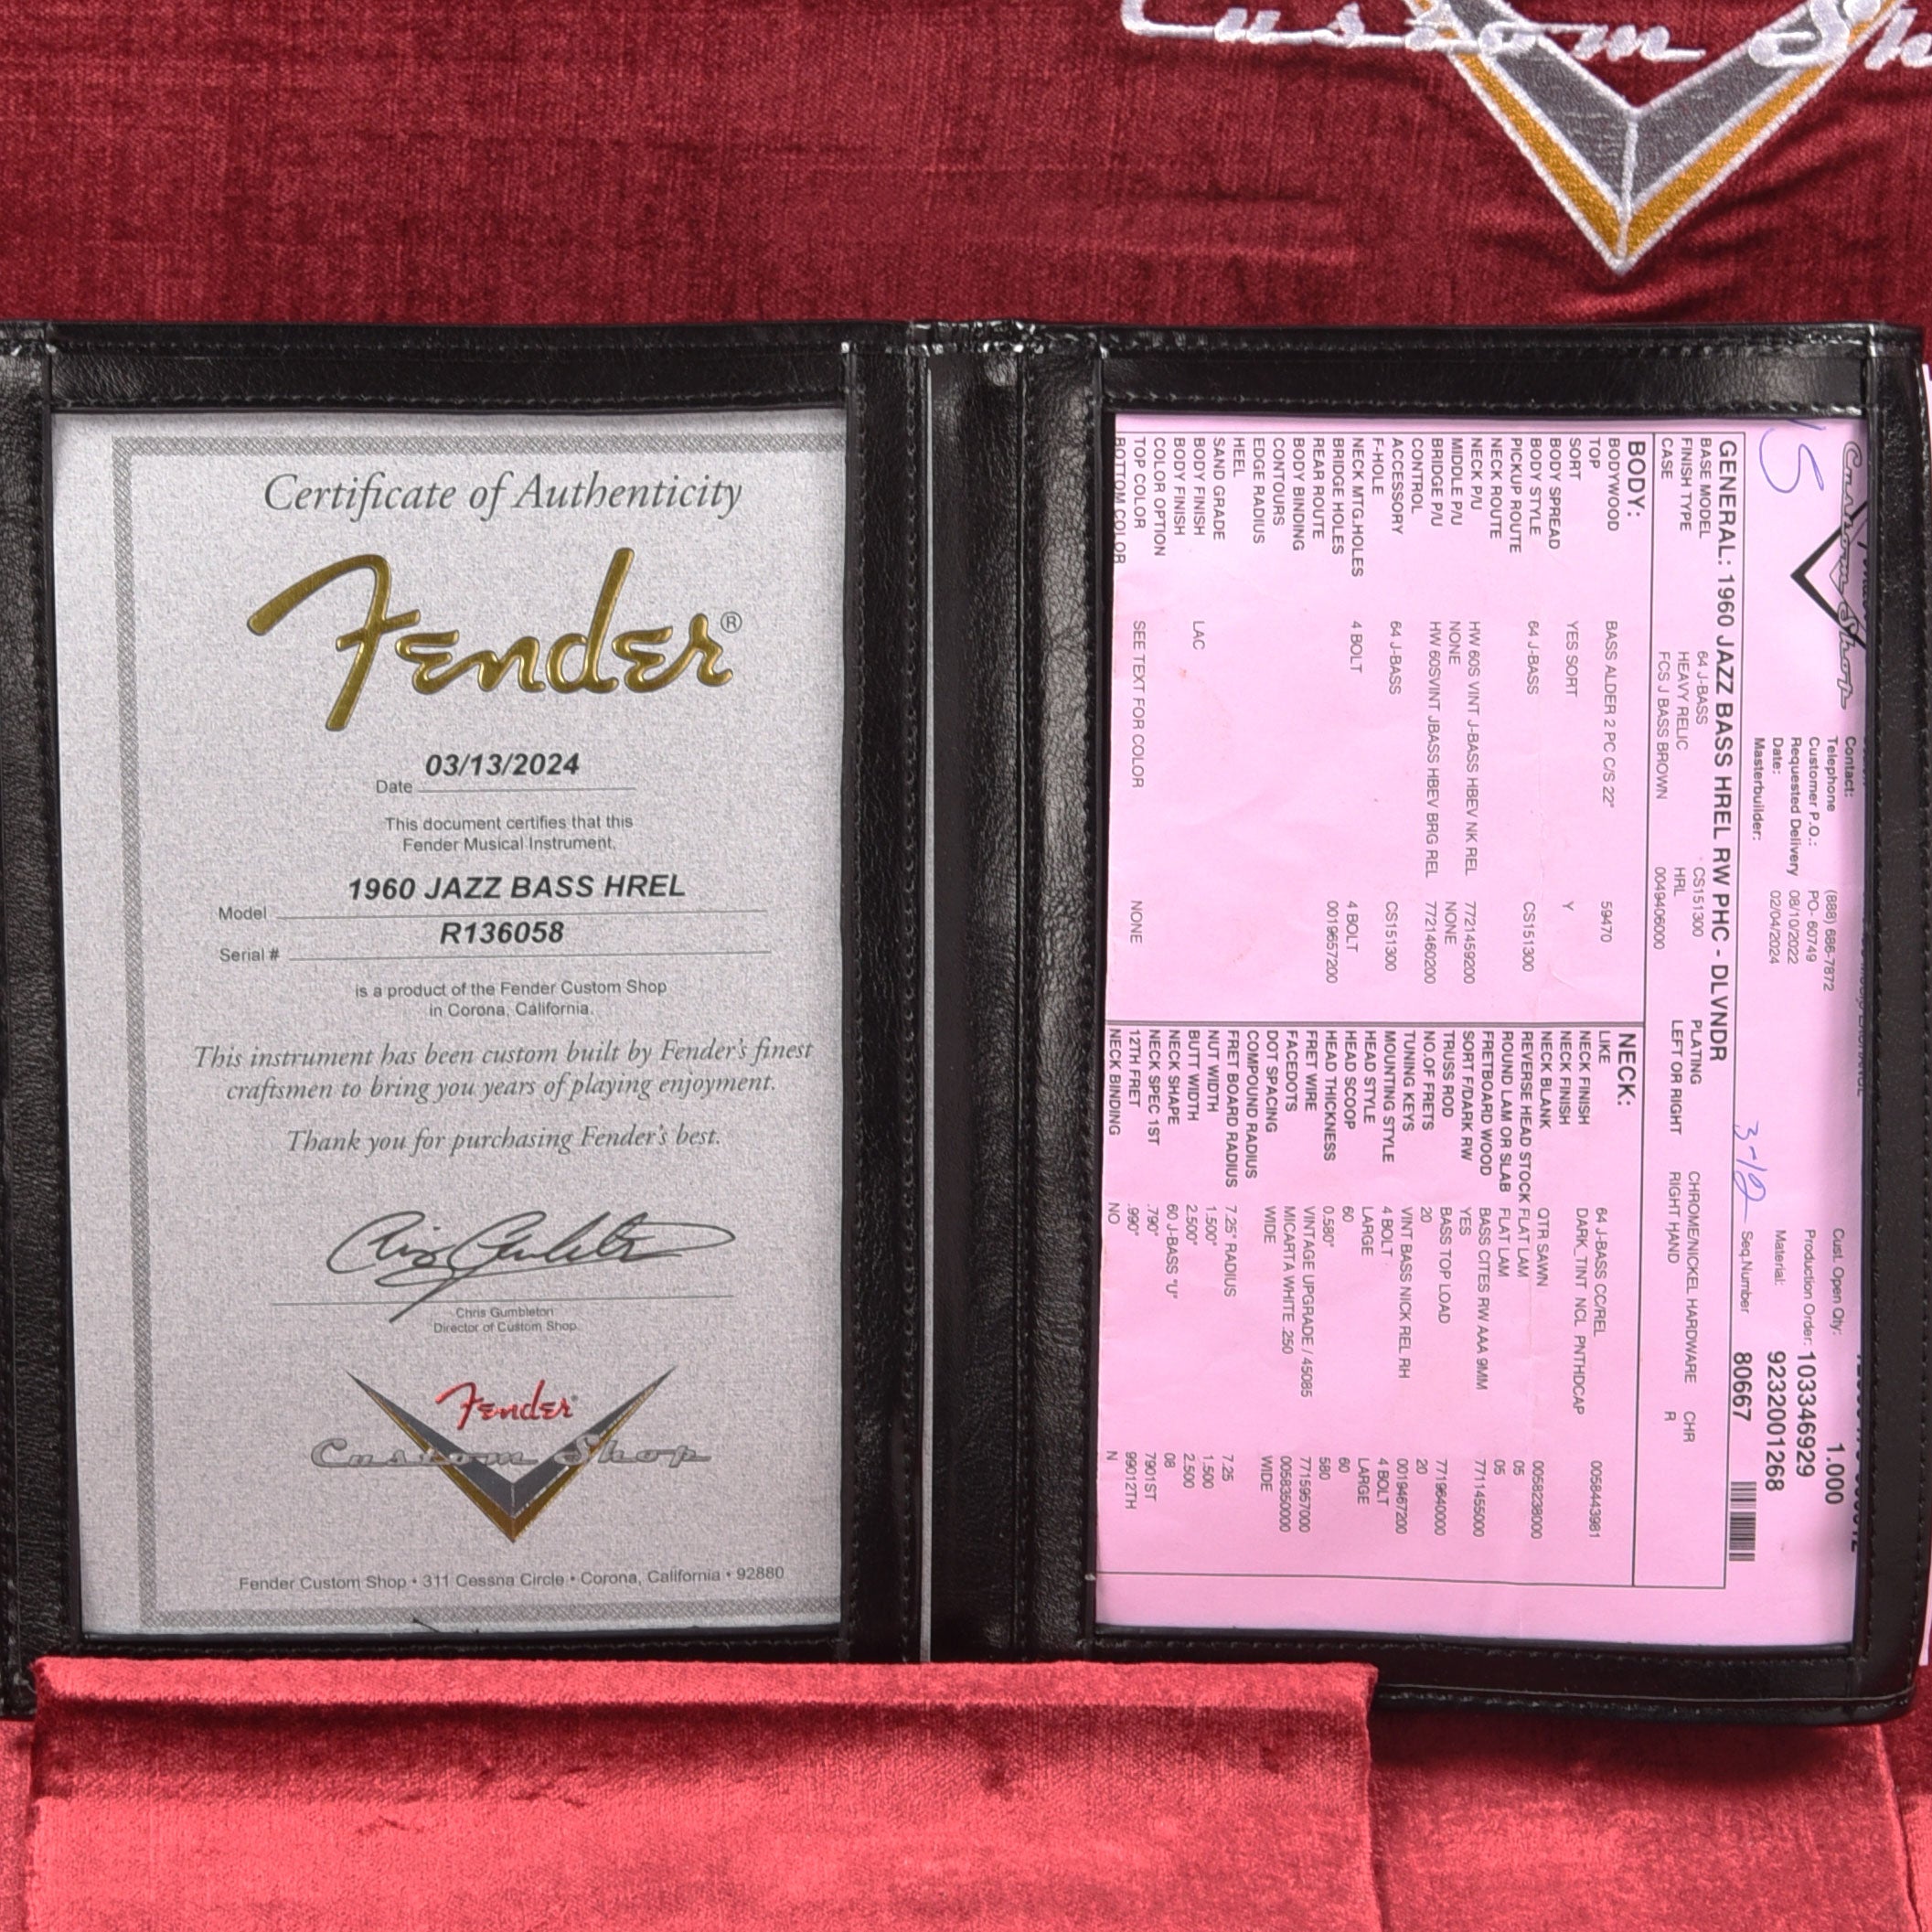 Custom Sh
Certificate of Authenticity
Fender®
03/13/2024
Date
This document certifies that this
Fender Musical Instrument,
1960 JAZZ BASS HREL
Model
R136058
Serial #
is a product of the Fender Custom Shop
in Corona, California.
This instrument has been custom built by Fender's finest
craftsmen to bring you years of playing enjoyment.
Thank you for purchasing Fender's best.
Chris Gumbleton
Director of Custom Shop
Fender
Custom Shop
Fender Custom Shop • 311 Cessna Circle • Corona, California • 92880
Custom Shop
Contact:
Telephone (888) 686-7872 Cust. Open Qty: 1.000
Customer P.O.: PO- 60749 Production Order: 103346929
Requested Delivery 08/10/2022
Date: 02/04/2024 Material: 9232001268
Masterbuilder: 3-12 Seq.Number 80667
GENERAL: 1960 JAZZ BASS HREL RW PHC - DLVNDR
BASE MODEL 64 J-BASS CS151300 PLATING CHROME/NICKEL HARDWARE CHR
FINISH TYPE HEAVY RELIC HRL LEFT OR RIGHT RIGHT HAND R
CASE FCS J BASS BROWN 0049406000
BODY:
BODYWOOD BASS ALDER 2 PC C/S 22" 59470
TOP
SORT YES SORT Y
BODY SPREAD
BODY STYLE 64 J-BASS CS151300
PICKUP ROUTE
NECK ROUTE
NECK P/U HW 60S VINT J-BASS HBEV NK REL 7721459200
MIDDLE P/U NONE NONE
BRIDGE P/U HW 60SVINT JBASS HBEV BRG REL 7721460200
CONTROL
ACCESSORY 64 J-BASS CS151300
F-HOLE
NECK MTG.HOLES 4 BOLT 4 BOLT
BRIDGE HOLES 0019657200
REAR ROUTE
BODY BINDING
CONTOURS
EDGE RADIUS
HEEL
SAND GRADE
BODY FINISH LAC
BODY FINISH
COLOR OPTION
TOP COLOR SEE TEXT FOR COLOR NONE
BOTTOM COLOR
NECK:
LIKE 64 J-BASS CC/REL 0058443981
NECK FINISH DARK_TINT NCL PNTHDCAP
NECK FINISH
NECK BLANK QTR SAWN 0058238000
REVERSE HEAD STOCK FLAT LAM 05
ROUND LAM OR SLAB FLAT LAM 05
FRETBOARD WOOD BASS CITES RW AAA 9MM 7711455000
SORT F/DARK RW YES
TRUSS ROD BASS TOP LOAD 7719640000
NO.OF FRETS 20 20
TUNING KEYS VINT BASS NICK REL RH 0019467200
MOUNTING STYLE 4 BOLT 4 BOLT
HEAD STYLE LARGE LARGE
HEAD SCOOP 60 60
HEAD THICKNESS 0.580" 580
FRET WIRE VINTAGE UPGRADE / 45085 7715957000
FACEDOTS MICARTA WHITE .250 0058350000
DOT SPACING WIDE WIDE
COMPOUND RADIUS
FRET BOARD RADIUS 7.25" RADIUS 7.25
NUT WIDTH 1.500" 1.500
BUTT WIDTH 2.500" 2.500
NECK SHAPE 60 J-BASS "U" 08
NECK SPEC 1ST .790" 7901ST
12TH FRET .990" 99012TH
NECK BINDING NO N